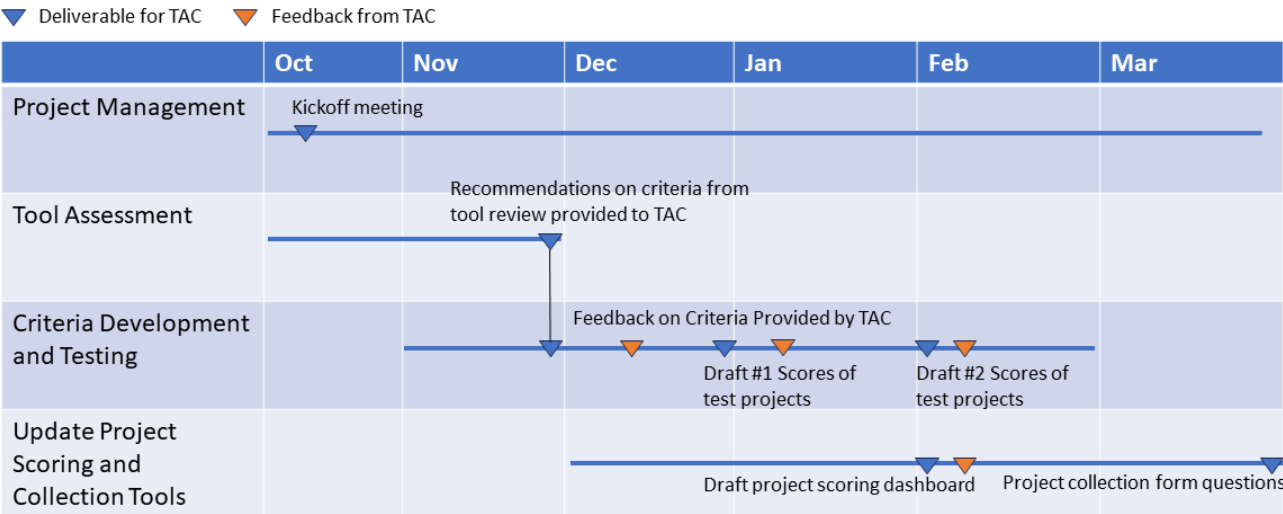 Deliverable for TAC Feedback from TAC
Oct Nov Dec Jan Feb Mar
Project Management
Kickoff meeting
Recommendations on criteria from
tool review provided to TAC
Tool Assessment
Criteria Development
and Testing
Feedback on Criteria Provided by TAC
Draft #1 Scores of
test projects
Draft #2 Scores of
test projects
Update Project
Scoring and
Collection Tools
Draft project scoring dashboard
Project collection form questions